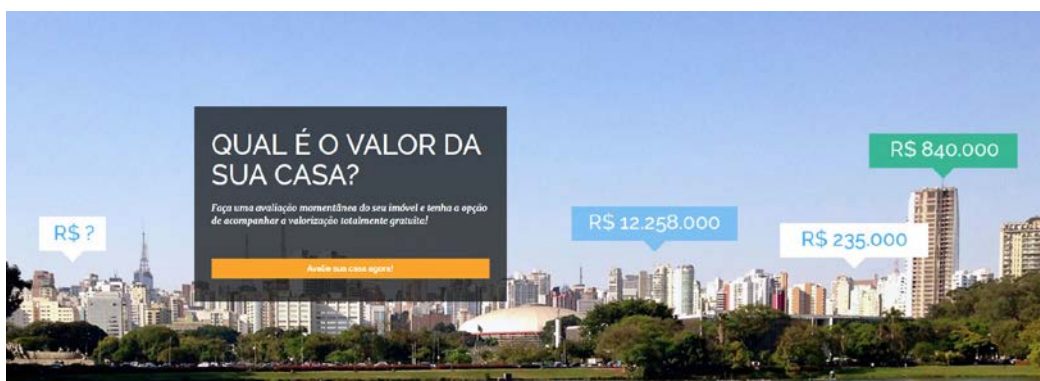 QUAL É O VALOR DA
SUA CASA?
Faça uma avaliação momentânea do seu imóvel e tenha a opção
de acompanhar a valorização totalmente gratuita!
Avalie sua casa agora!
R$ ?
R$ 12.258.000
R$ 235.000
R$ 840.000